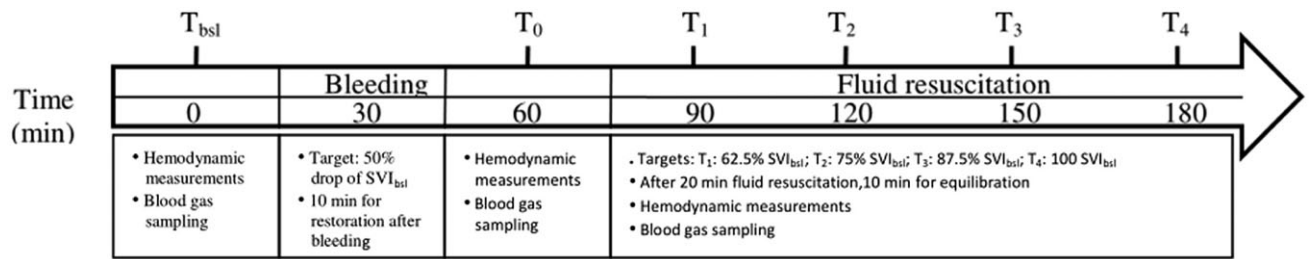 T_bsl T_0 T_1 T_2 T_3 T_4
Bleeding Fluid resuscitation
Time
(min)
0 30 60 90 120 150 180
• Hemodynamic
measurements
• Blood gas
sampling
• Target: 50%
drop of SVI_bsl
• 10 min for
restoration after
bleeding
• Hemodynamic
measurements
• Blood gas
sampling
. Targets: T_1: 62.5% SVI_bsl; T_2: 75% SVI_bsl; T_3: 87.5% SVI_bsl; T_4: 100 SVI_bsl
• After 20 min fluid resuscitation,10 min for equilibration
• Hemodynamic measurements
• Blood gas sampling